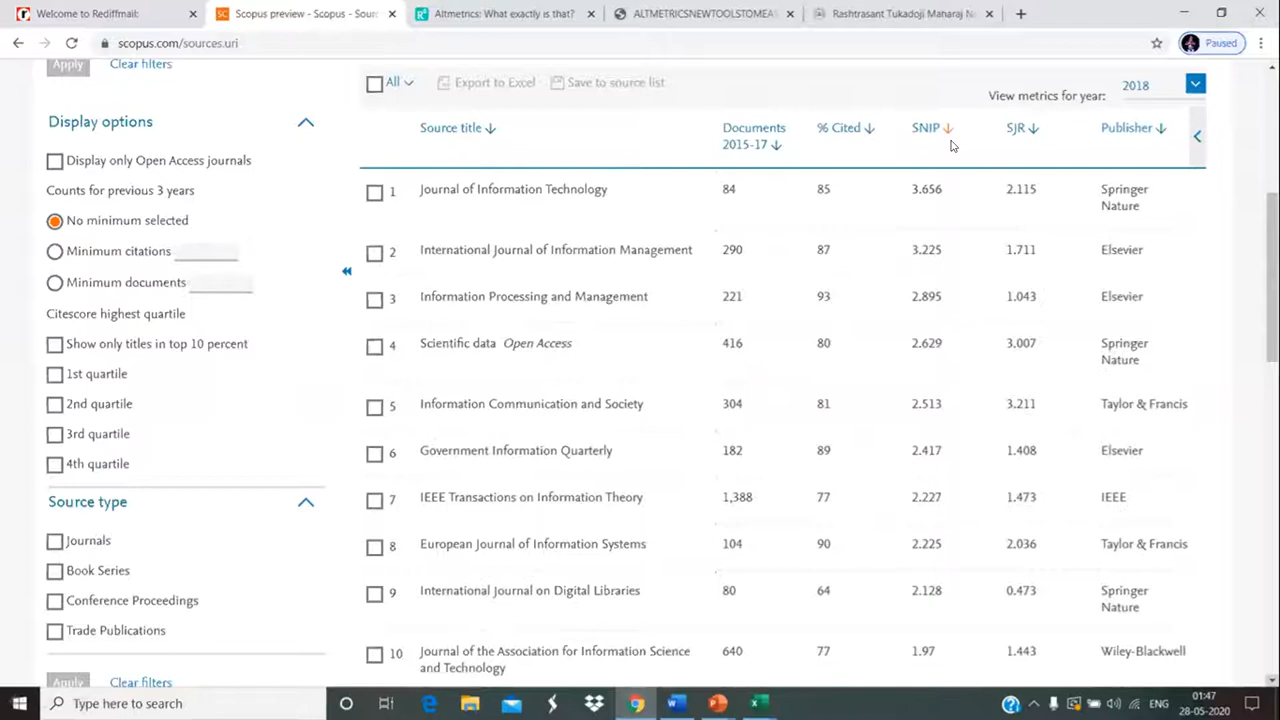 Welcome to Rediffmail:
Scopus preview - Scopus - Sour
Altmetrics: What exactly is that?
ALTMETRICSNEWTOOLSTOMEA
Rashtrasant Tukadoji Maharaj N
scopus.com/sources.uri
Paused
Apply
Clear filters
All
Export to Excel
Save to source list
View metrics for year:
2018
Display options
Display only Open Access journals
Counts for previous 3 years
No minimum selected
Minimum citations
Minimum documents
Citescore highest quartile
Show only titles in top 10 percent
1st quartile
2nd quartile
3rd quartile
4th quartile
Source type
Journals
Book Series
Conference Proceedings
Trade Publications
Apply
Clear filters
Source title Documents 2015-17 % Cited SNIP SJR Publisher
1 Journal of Information Technology 84 85 3.656 2.115 Springer Nature
2 International Journal of Information Management 290 87 3.225 1.711 Elsevier
3 Information Processing and Management 221 93 2.895 1.043 Elsevier
4 Scientific data Open Access 416 80 2.629 3.007 Springer Nature
5 Information Communication and Society 304 81 2.513 3.211 Taylor & Francis
6 Government Information Quarterly 182 89 2.417 1.408 Elsevier
7 IEEE Transactions on Information Theory 1,388 77 2.227 1.473 IEEE
8 European Journal of Information Systems 104 90 2.225 2.036 Taylor & Francis
9 International Journal on Digital Libraries 80 64 2.128 0.473 Springer Nature
10 Journal of the Association for Information Science and Technology 640 77 1.97 1.443 Wiley-Blackwell
Type here to search
ENG
01:47
28-05-2020